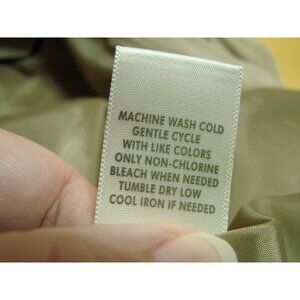 MACHINE WASH COLD
GENTLE CYCLE
WITH LIKE COLORS
ONLY NON-CHLORINE
BLEACH WHEN NEEDED
TUMBLE DRY LOW
COOL IRON IF NEEDED